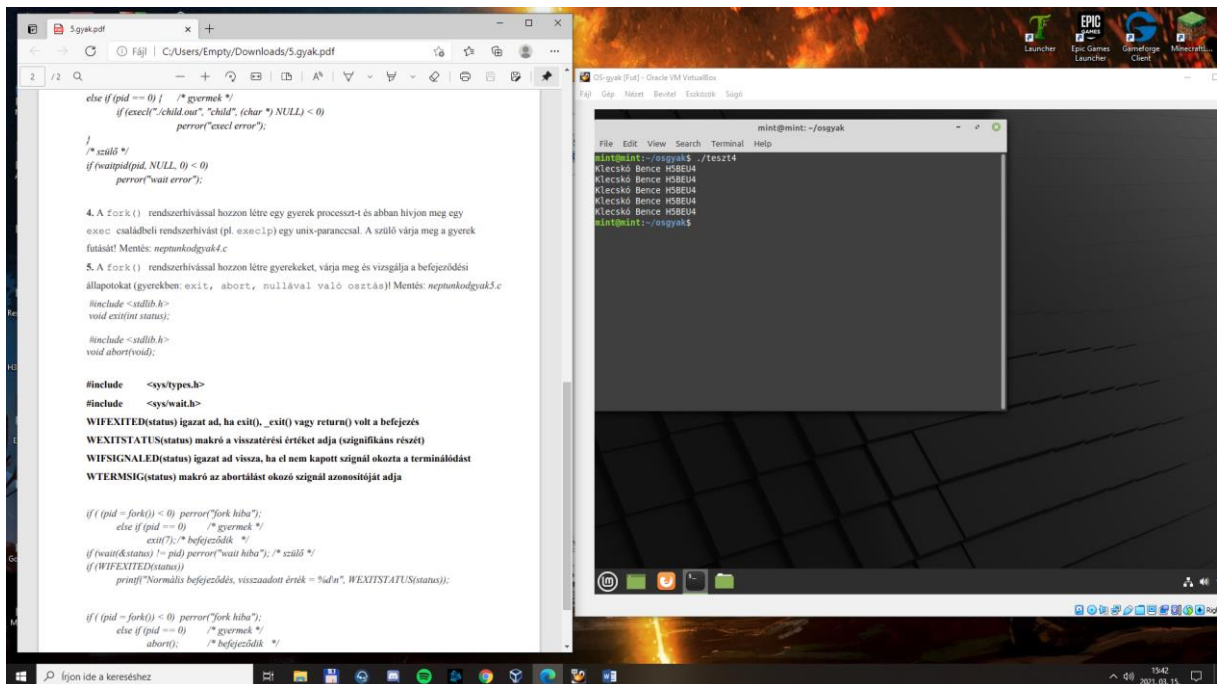 5.gyak.pdf
Fájl | C:/Users/Empty/Downloads/5.gyak.pdf
2 /2
else if (pid == 0) { /* gyermek */
if (execl("./child.out", "child", (char *) NULL) < 0)
perror("execl error");
}
/* szülő */
if (waitpid(pid, NULL, 0) < 0)
perror("wait error");
4. A fork() rendszerhívással hozzon létre egy gyerek processzt-t és abban hívjon meg egy
exec családbeli rendszerhívást (pl. execlp) egy unix-paranccsal. A szülő várja meg a gyerek
futását! Mentés: neptunkodgyak4.c
5. A fork() rendszerhívással hozzon létre gyerekeket, várja meg és vizsgálja a befejeződési
állapotokat (gyerekben: exit, abort, nullával való osztás)! Mentés: neptunkodgyak5.c
#include <stdlib.h>
void exit(int status);
#include <stdlib.h>
void abort(void);
#include <sys/types.h>
#include <sys/wait.h>
WIFEXITED(status) igazat ad, ha exit(), _exit() vagy return() volt a befejezés
WEXITSTATUS(status) makró a visszatérési értéket adja (szignifikáns részét)
WIFSIGNALED(status) igazat ad vissza, ha el nem kapott szignál okozta a terminálódást
WTERMSIG(status) makró az abortálást okozó szignál azonosítóját adja
if ( (pid = fork()) < 0) perror("fork hiba");
else if (pid == 0) /* gyermek */
exit(7);/* befejeződik */
if (wait(&status) != pid) perror("wait hiba"); /* szülő */
if (WIFEXITED(status))
printf("Normális befejeződés, visszaadott érték = %d\n", WEXITSTATUS(status));
if ( (pid = fork()) < 0) perror("fork hiba");
else if (pid == 0) /* gyermek */
abort(); /* befejeződik */
Launcher
Epic Games Launcher
Gameforge Client
Minecraft
EPIC GAMES
OS-gyak [Fut] - Oracle VM VirtualBox
Fájl Gép Nézet Bevitel Eszközök Súgó
mint@mint: ~/osgyak
File Edit View Search Terminal Help
mint@mint:~/osgyak$ ./teszt4
Klecskó Bence H5BEU4
Klecskó Bence H5BEU4
Klecskó Bence H5BEU4
Klecskó Bence H5BEU4
Klecskó Bence H5BEU4
mint@mint:~/osgyak$
Írjon ide a kereséshez
15:42
2021. 03. 15.